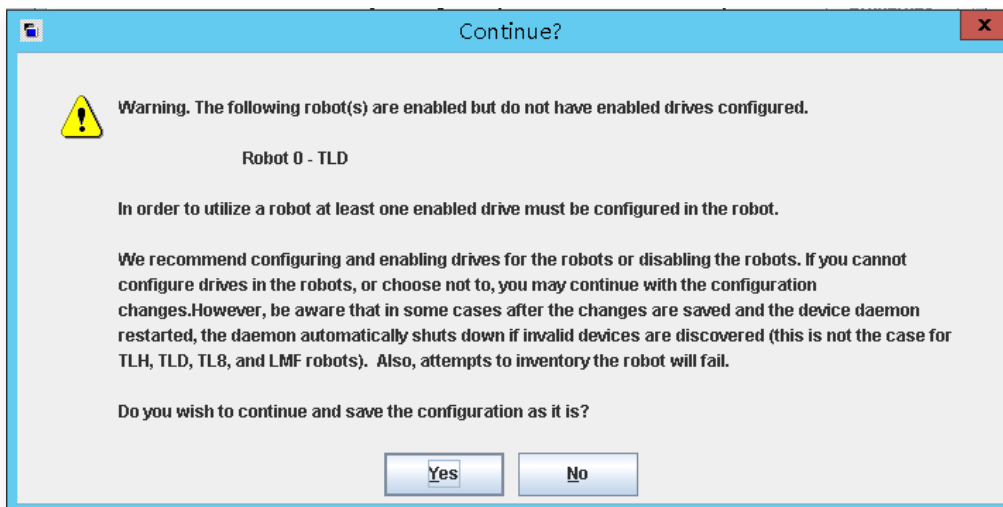 Continue?
x
Warning. The following robot(s) are enabled but do not have enabled drives configured.
Robot 0 - TLD
In order to utilize a robot at least one enabled drive must be configured in the robot.
We recommend configuring and enabling drives for the robots or disabling the robots. If you cannot
configure drives in the robots, or choose not to, you may continue with the configuration
changes.However, be aware that in some cases after the changes are saved and the device daemon
restarted, the daemon automatically shuts down if invalid devices are discovered (this is not the case for
TLH, TLD, TL8, and LMF robots).  Also, attempts to inventory the robot will fail.
Do you wish to continue and save the configuration as it is?
Yes
No